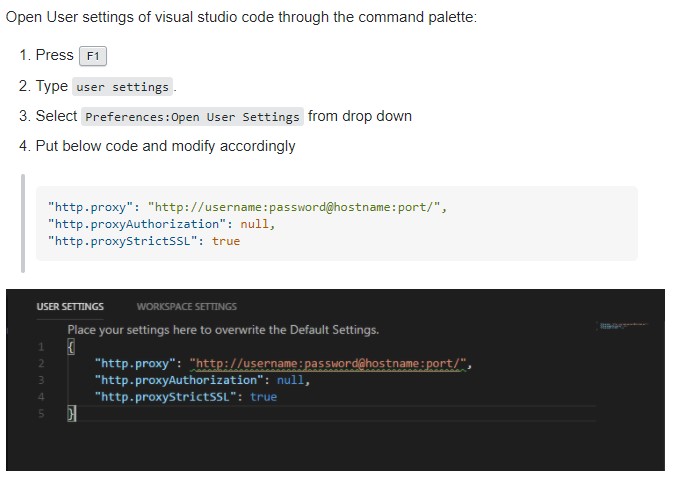 Open User settings of visual studio code through the command palette:
1. Press F1
2. Type user settings.
3. Select Preferences:Open User Settings from drop down
4. Put below code and modify accordingly
"http.proxy": "http://username:password@hostname:port/",
"http.proxyAuthorization": null,
"http.proxyStrictSSL": true
USER SETTINGS WORKSPACE SETTINGS
Place your settings here to overwrite the Default Settings.
1 {
2 "http.proxy": "http://username:password@hostname:port/",
3 "http.proxyAuthorization": null,
4 "http.proxyStrictSSL": true
5 }